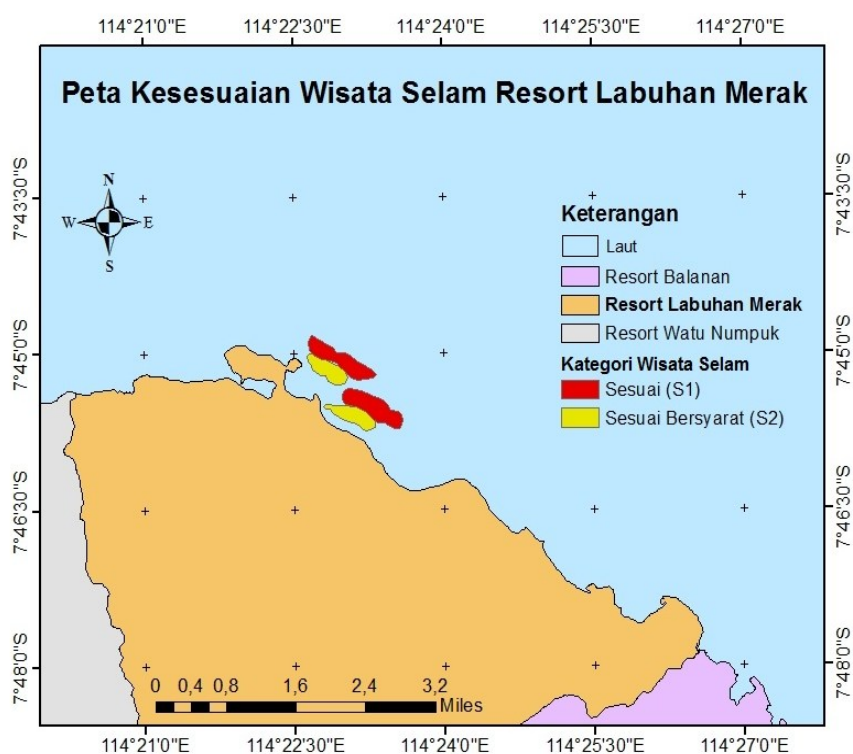 114°21'0"E 114°22'30"E 114°24'0"E 114°25'30"E 114°27'0"E
Peta Kesesuaian Wisata Selam Resort Labuhan Merak
N
W E
S
7°43'30"S 7°43'30"S
7°45'0"S 7°45'0"S
7°46'30"S 7°46'30"S
7°48'0"S 7°48'0"S
Keterangan
Laut
Resort Balanan
Resort Labuhan Merak
Resort Watu Numpuk
Kategori Wisata Selam
Sesuai (S1)
Sesuai Bersyarat (S2)
0 0,4 0,8 1,6 2,4 3,2
Miles
114°21'0"E 114°22'30"E 114°24'0"E 114°25'30"E 114°27'0"E